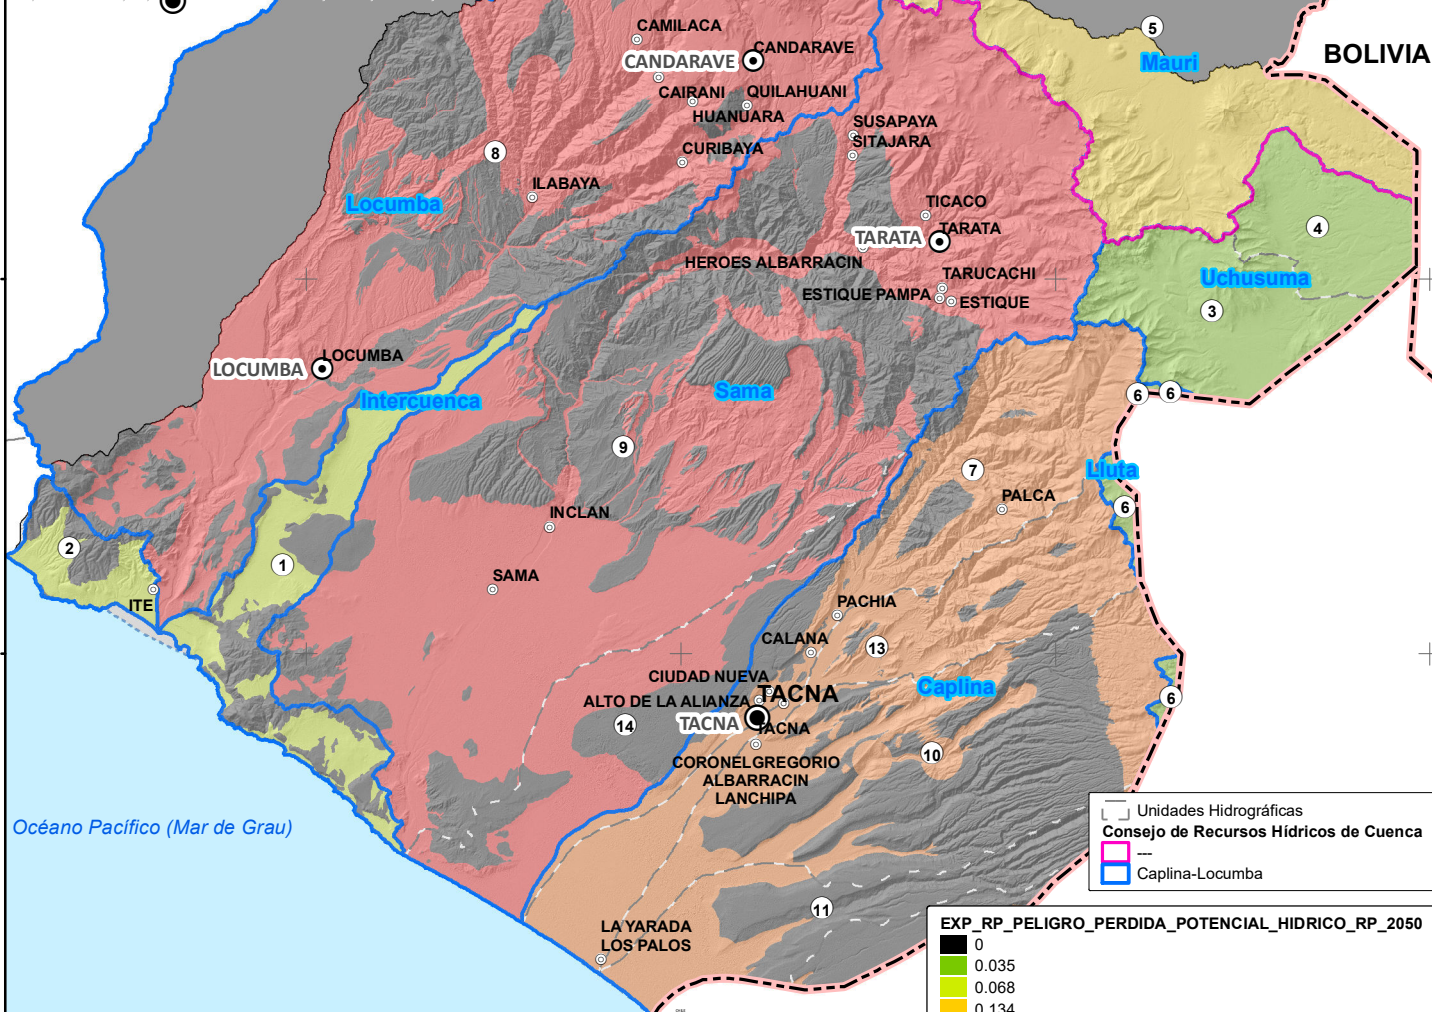 CAMILACA
5
BOLIVIA
CANDARAVE
CANDARAVE
Mauri
CAIRANI
QUILAHUANI
HUANUARA
SUSAPAYA
SITAJARA
8
CURIBAYA
ILABAYA
Locumba
TICACO
4
TARATA
TARATA
HEROES ALBARRACIN
TARUCACHI
Uchusuma
ESTIQUE PAMPA
ESTIQUE
3
LOCUMBA
LOCUMBA
Intercuenca
Sama
6
6
9
7
Lluta
PALCA
6
INCLAN
2
1
SAMA
ITE
PACHIA
CALANA
13
CIUDAD NUEVA
TACNA
Caplina
ALTO DE LA ALIANZA
6
14
TACNA
TACNA
10
CORONELGREGORIO
ALBARRACIN
LANCHIPA
Océano Pacífico (Mar de Grau)
Unidades Hidrográficas
Consejo de Recursos Hídricos de Cuenca
---
Caplina-Locumba
11
LA YARADA
LOS PALOS
EXP_RP_PELIGRO_PERDIDA_POTENCIAL_HIDRICO_RP_2050
0
0.035
0.068
0.134